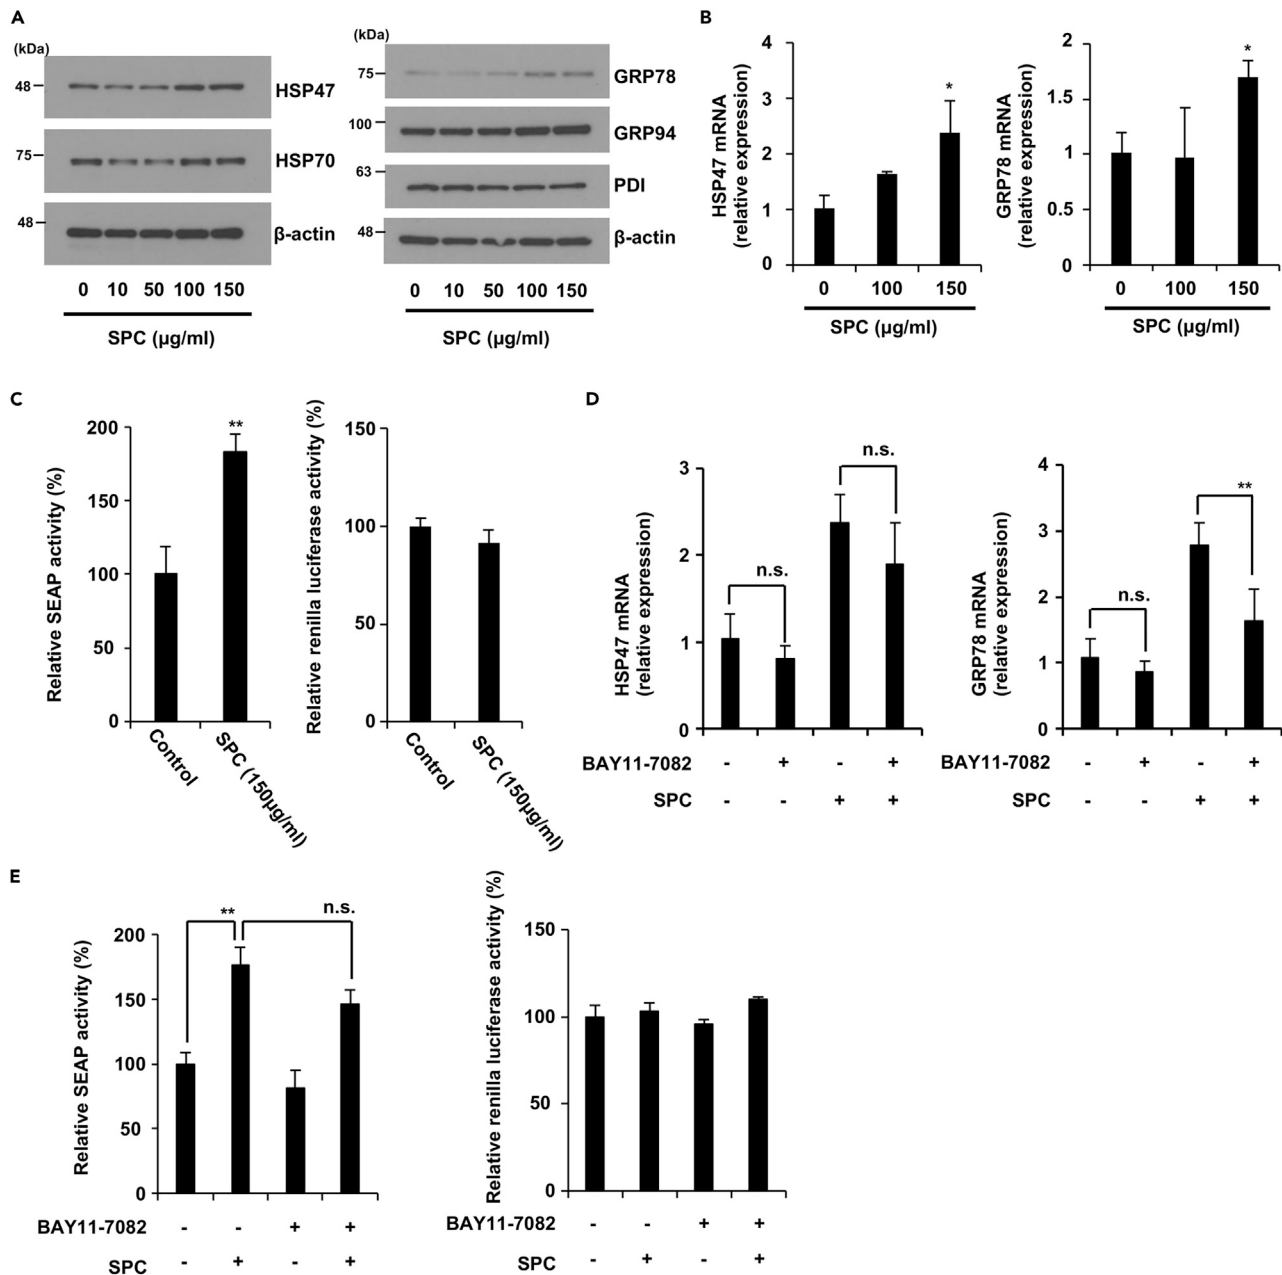 A
(kDa)
48
HSP47
75
HSP70
48
β-actin
0 10 50 100 150
SPC (µg/ml)
(kDa)
75
GRP78
100
GRP94
63
PDI
48
β-actin
0 10 50 100 150
SPC (µg/ml)
B
HSP47 mRNA
(relative expression)
4
3
2
1
0
*
0 100 150
SPC (µg/ml)
GRP78 mRNA
(relative expression)
2
1.5
1
0.5
0
*
0 100 150
SPC (µg/ml)
C
Relative SEAP activity (%)
200
150
100
50
0
**
Control
SPC (150µg/ml)
Relative renilla luciferase activity (%)
150
100
50
0
Control
SPC (150µg/ml)
D
HSP47 mRNA
(relative expression)
3
2
1
0
n.s.
n.s.
BAY11-7082 - + - +
SPC - - + +
GRP78 mRNA
(relative expression)
4
3
2
1
0
n.s.
**
BAY11-7082 - + - +
SPC - - + +
E
Relative SEAP activity (%)
200
150
100
50
0
**
n.s.
BAY11-7082 - - + +
SPC - + - +
Relative renilla luciferase activity (%)
150
100
50
0
BAY11-7082 - - + +
SPC - + - +